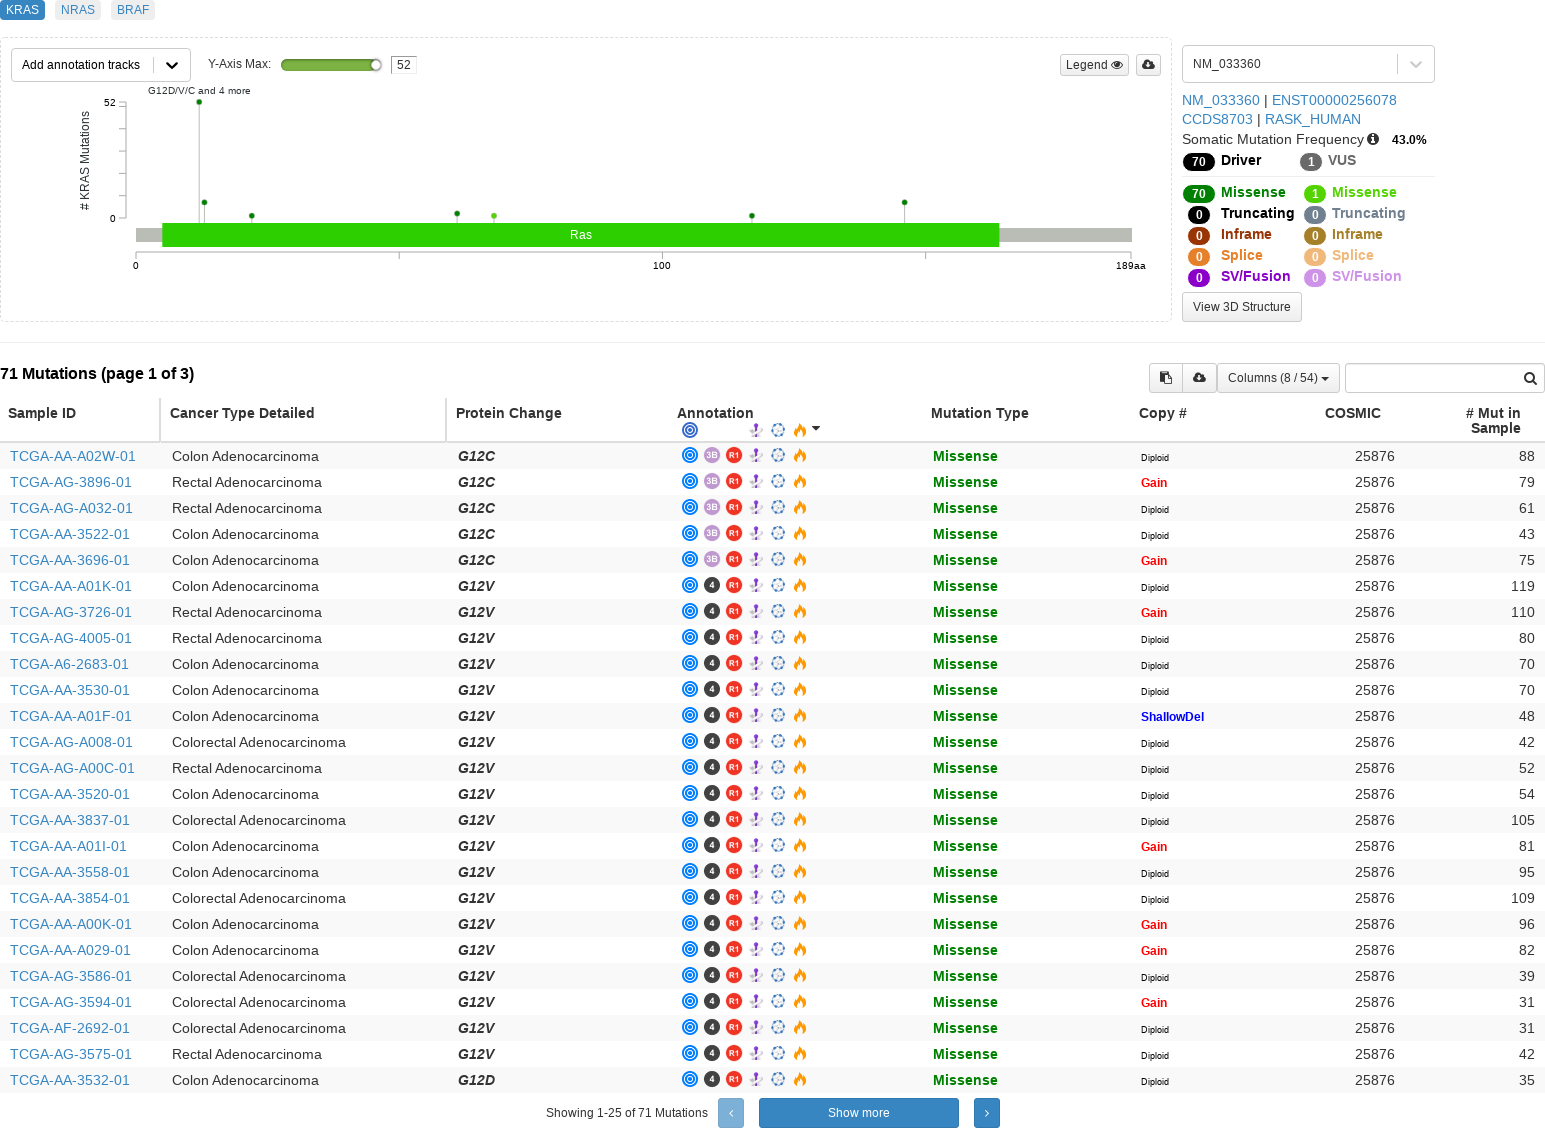 KRAS NRAS BRAF
Add annotation tracks Y-Axis Max: 52 Legend
G12D/V/C and 4 more
52
# KRAS Mutations
0
Ras
0 100 189aa
NM_033360
NM_033360 | ENST00000256078
CCDS8703 | RASK_HUMAN
Somatic Mutation Frequency 43.0%
70 Driver 1 VUS
70 Missense 1 Missense
0 Truncating 0 Truncating
0 Inframe 0 Inframe
0 Splice 0 Splice
0 SV/Fusion 0 SV/Fusion
View 3D Structure
71 Mutations (page 1 of 3) Columns (8 / 54)
Sample ID Cancer Type Detailed Protein Change Annotation Mutation Type Copy # COSMIC # Mut in
Sample
TCGA-AA-A02W-01 Colon Adenocarcinoma G12C 3B R1 Missense Diploid 25876 88
TCGA-AG-3896-01 Rectal Adenocarcinoma G12C 3B R1 Missense Gain 25876 79
TCGA-AG-A032-01 Rectal Adenocarcinoma G12C 3B R1 Missense Diploid 25876 61
TCGA-AA-3522-01 Colon Adenocarcinoma G12C 3B R1 Missense Diploid 25876 43
TCGA-AA-3696-01 Colon Adenocarcinoma G12C 3B R1 Missense Gain 25876 75
TCGA-AA-A01K-01 Colon Adenocarcinoma G12V 4 R1 Missense Diploid 25876 119
TCGA-AG-3726-01 Rectal Adenocarcinoma G12V 4 R1 Missense Gain 25876 110
TCGA-AG-4005-01 Rectal Adenocarcinoma G12V 4 R1 Missense Diploid 25876 80
TCGA-A6-2683-01 Colon Adenocarcinoma G12V 4 R1 Missense Diploid 25876 70
TCGA-AA-3530-01 Colon Adenocarcinoma G12V 4 R1 Missense Diploid 25876 70
TCGA-AA-A01F-01 Colon Adenocarcinoma G12V 4 R1 Missense ShallowDel 25876 48
TCGA-AG-A008-01 Colorectal Adenocarcinoma G12V 4 R1 Missense Diploid 25876 42
TCGA-AG-A00C-01 Rectal Adenocarcinoma G12V 4 R1 Missense Diploid 25876 52
TCGA-AA-3520-01 Colon Adenocarcinoma G12V 4 R1 Missense Diploid 25876 54
TCGA-AA-3837-01 Colorectal Adenocarcinoma G12V 4 R1 Missense Diploid 25876 105
TCGA-AA-A01I-01 Colon Adenocarcinoma G12V 4 R1 Missense Gain 25876 81
TCGA-AA-3558-01 Colon Adenocarcinoma G12V 4 R1 Missense Diploid 25876 95
TCGA-AA-3854-01 Colorectal Adenocarcinoma G12V 4 R1 Missense Diploid 25876 109
TCGA-AA-A00K-01 Colon Adenocarcinoma G12V 4 R1 Missense Gain 25876 96
TCGA-AA-A029-01 Colon Adenocarcinoma G12V 4 R1 Missense Gain 25876 82
TCGA-AG-3586-01 Colorectal Adenocarcinoma G12V 4 R1 Missense Diploid 25876 39
TCGA-AG-3594-01 Colorectal Adenocarcinoma G12V 4 R1 Missense Gain 25876 31
TCGA-AF-2692-01 Colorectal Adenocarcinoma G12V 4 R1 Missense Diploid 25876 31
TCGA-AG-3575-01 Rectal Adenocarcinoma G12V 4 R1 Missense Diploid 25876 42
TCGA-AA-3532-01 Colon Adenocarcinoma G12D 4 R1 Missense Diploid 25876 35
Showing 1-25 of 71 Mutations ‹ Show more ›